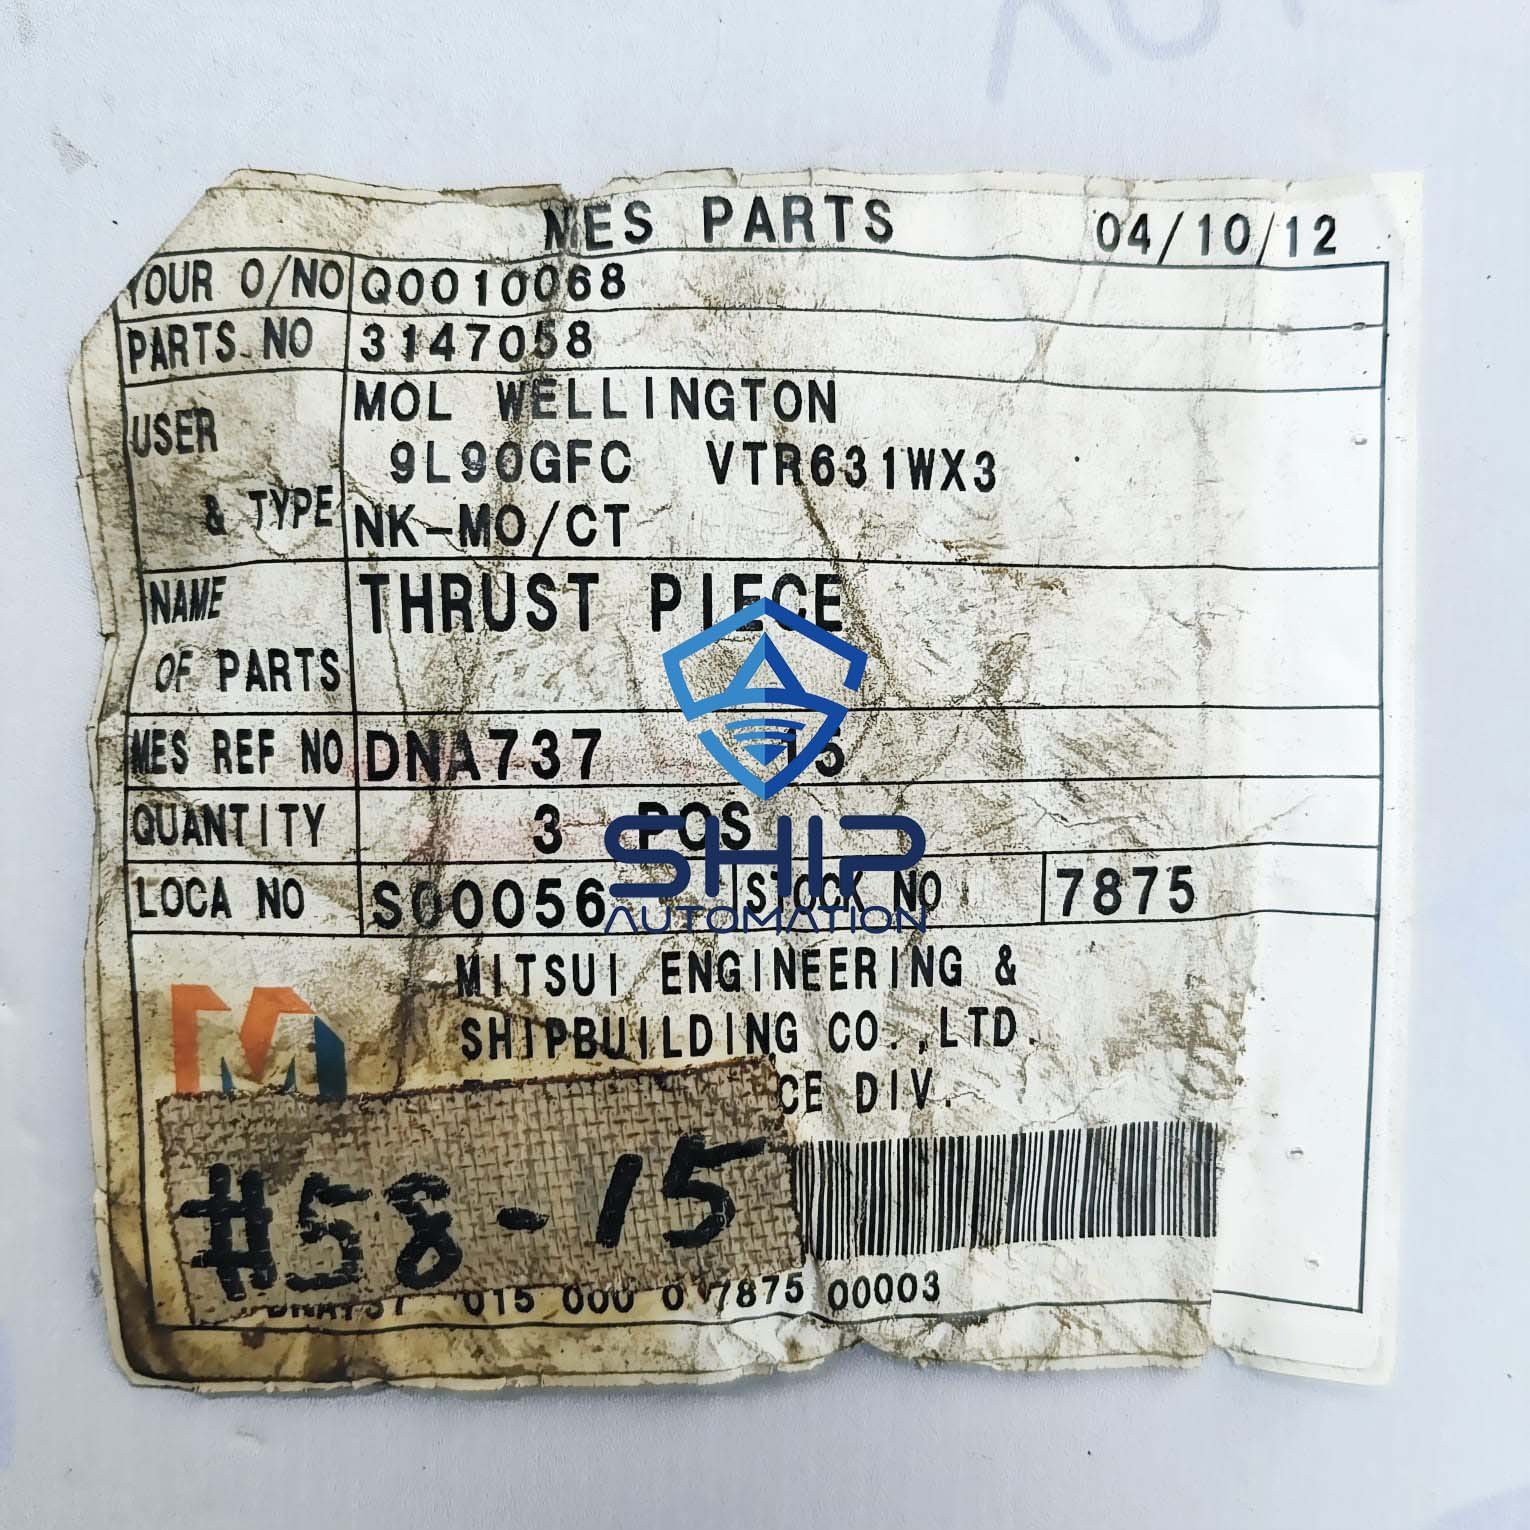 MES PARTS 04/10/12
YOUR O/NO Q0010068
PARTS NO 3147058
USER & TYPE MOL WELLINGTON
9L90GFC VTR631WX3
NK-MO/CT
NAME OF PARTS THRUST PIECE
MES REF NO DNA737 15
QUANTITY 3 PCS
LOCA NO S00056 STOCK NO 7875
MITSUI ENGINEERING &
SHIPBUILDING CO.,LTD.
DIV.
#58-15
DNA737 015 000 0 7875 00003
SHIP
AUTOMATION